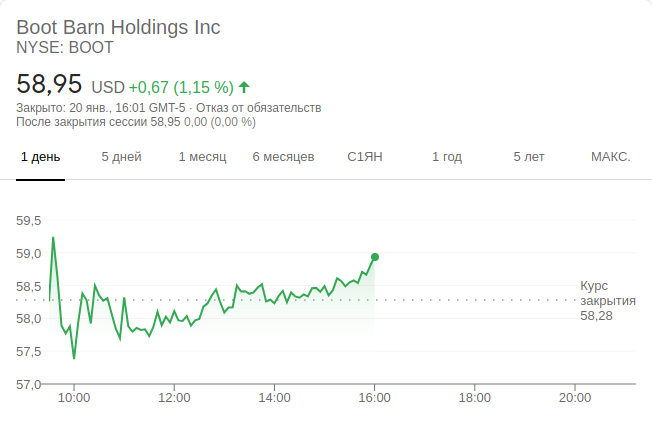 Boot Barn Holdings Inc
NYSE: BOOT
58,95 USD +0,67 (1,15 %)
Закрыто: 20 янв., 16:01 GMT-5 · Отказ от обязательств
После закрытия сессии 58,95 0,00 (0,00 %)
1 день 5 дней 1 месяц 6 месяцев С1ЯН 1 год 5 лет МАКС.
59,5
59,0
58,5
58,0
57,5
57,0
Курс
закрытия
58,28
10:00 12:00 14:00 16:00 18:00 20:00